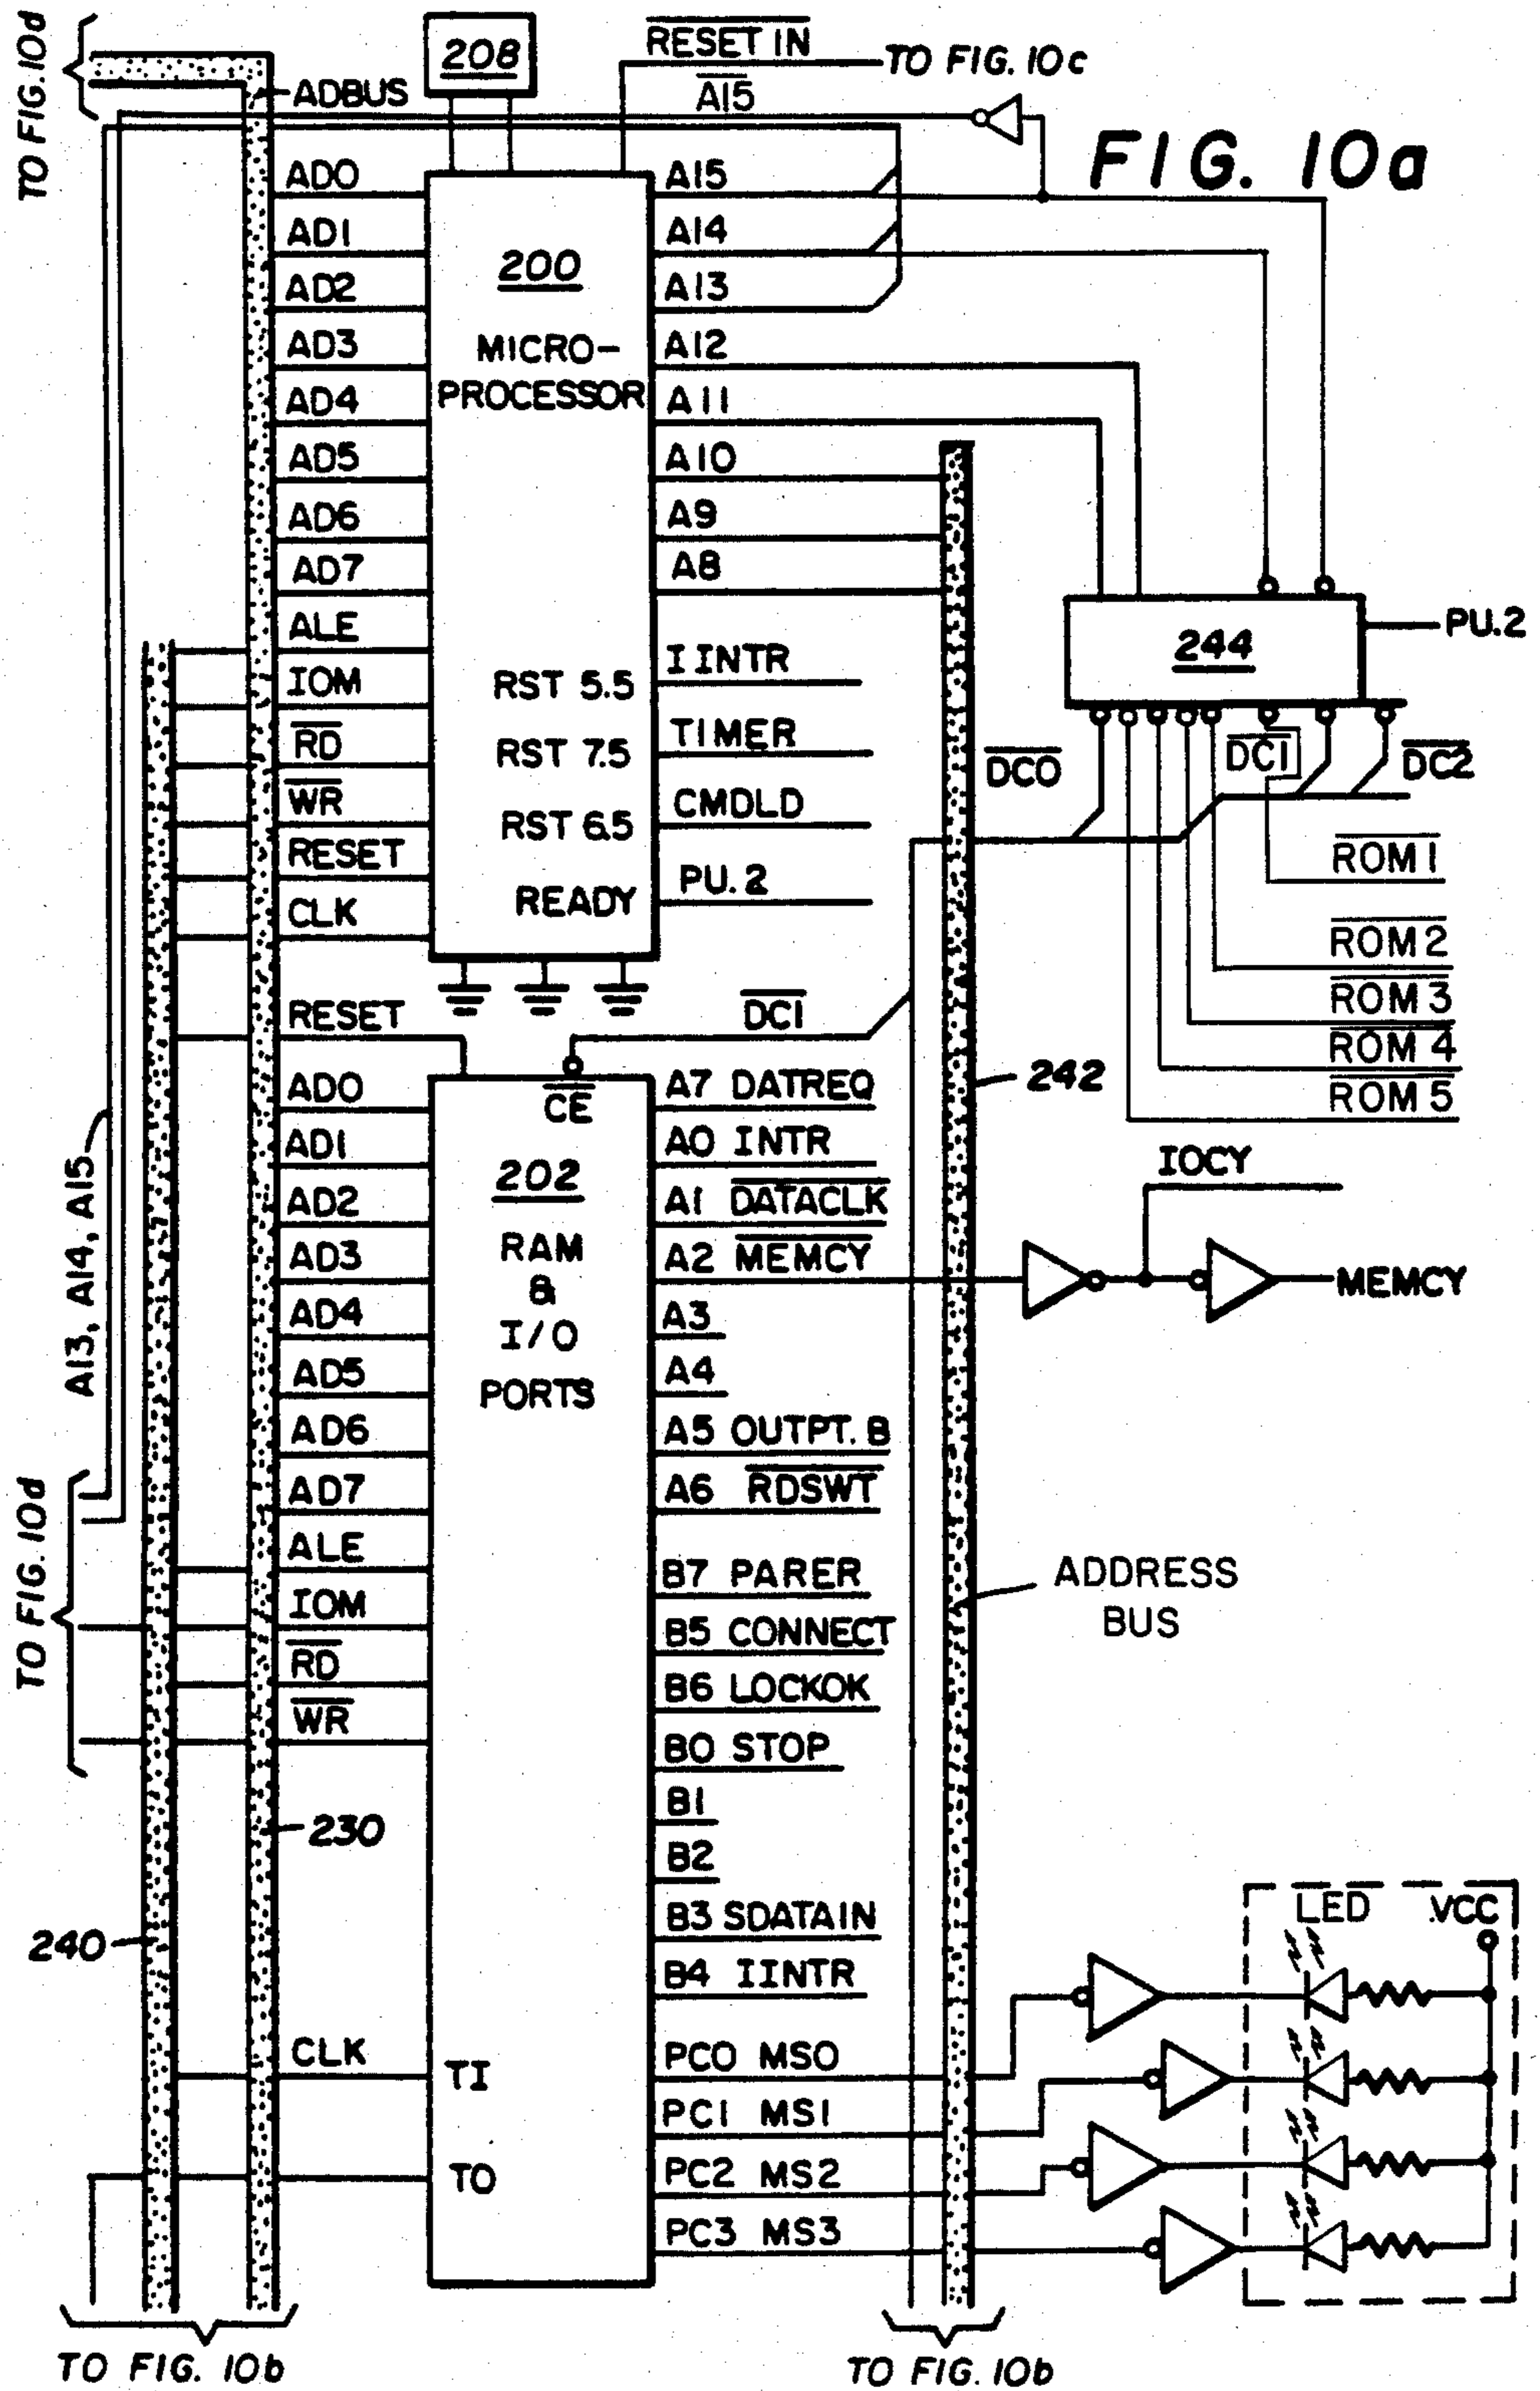 FIG. 10a
TO FIG. 10d
208
RESET IN
TO FIG. 10c
ADBUS
A15
AD0
AD1
AD2
AD3
AD4
AD5
AD6
AD7
ALE
IOM
RD
WR
RESET
CLK
200
MICRO-
PROCESSOR
RST 5.5
RST 7.5
RST 6.5
READY
A15
A14
A13
A12
A11
A10
A9
A8
I INTR
TIMER
CMDLD
PU.2
244
PU.2
DC0
DC1
DC2
ROM 1
ROM 2
ROM 3
ROM 4
ROM 5
RESET
DC1
242
A13, A14, A15
AD0
AD1
AD2
AD3
AD4
AD5
AD6
AD7
ALE
IOM
RD
WR
CE
202
RAM
&
I/O
PORTS
A7 DATREQ
A0 INTR
A1 DATACLK
A2 MEMCY
A3
A4
A5 OUTPT. B
A6 RDSWT
B7 PARER
B5 CONNECT
B6 LOCKOK
B0 STOP
B1
B2
B3 SDATAIN
B4 IINTR
IOCY
MEMCY
ADDRESS
BUS
TO FIG. 10d
230
240
CLK
TI
TO
PC0 MS0
PC1 MS1
PC2 MS2
PC3 MS3
LED
VCC
TO FIG. 10b
TO FIG. 10b